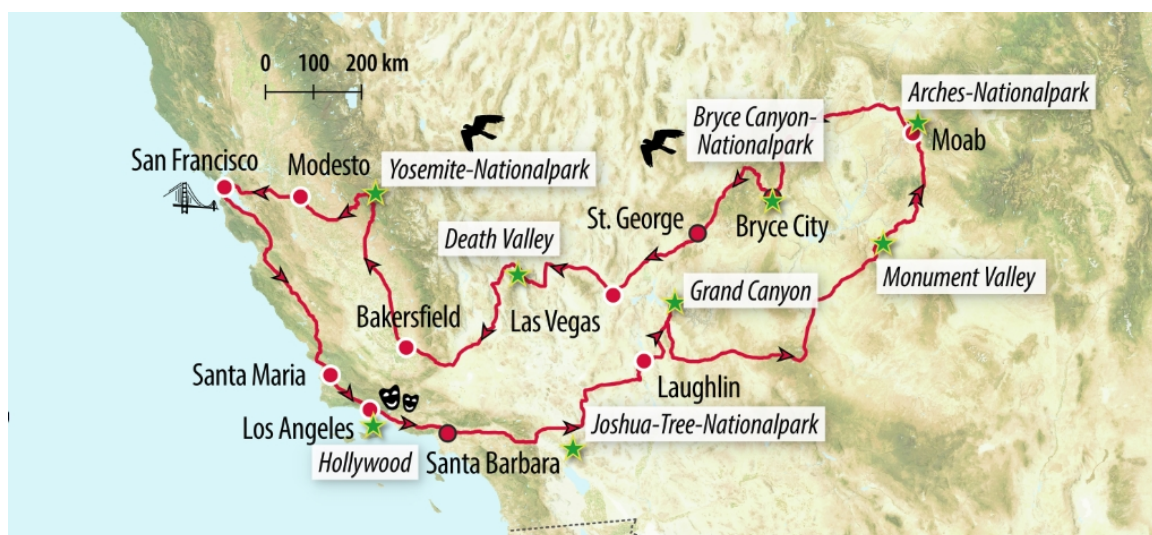 0 100 200 km
Arches-Nationalpark
Bryce Canyon-
Nationalpark
Moab
San Francisco
Modesto
Yosemite-Nationalpark
St. George
Bryce City
Death Valley
Monument Valley
Grand Canyon
Bakersfield
Las Vegas
Santa Maria
Laughlin
Los Angeles
Joshua-Tree-Nationalpark
Hollywood
Santa Barbara